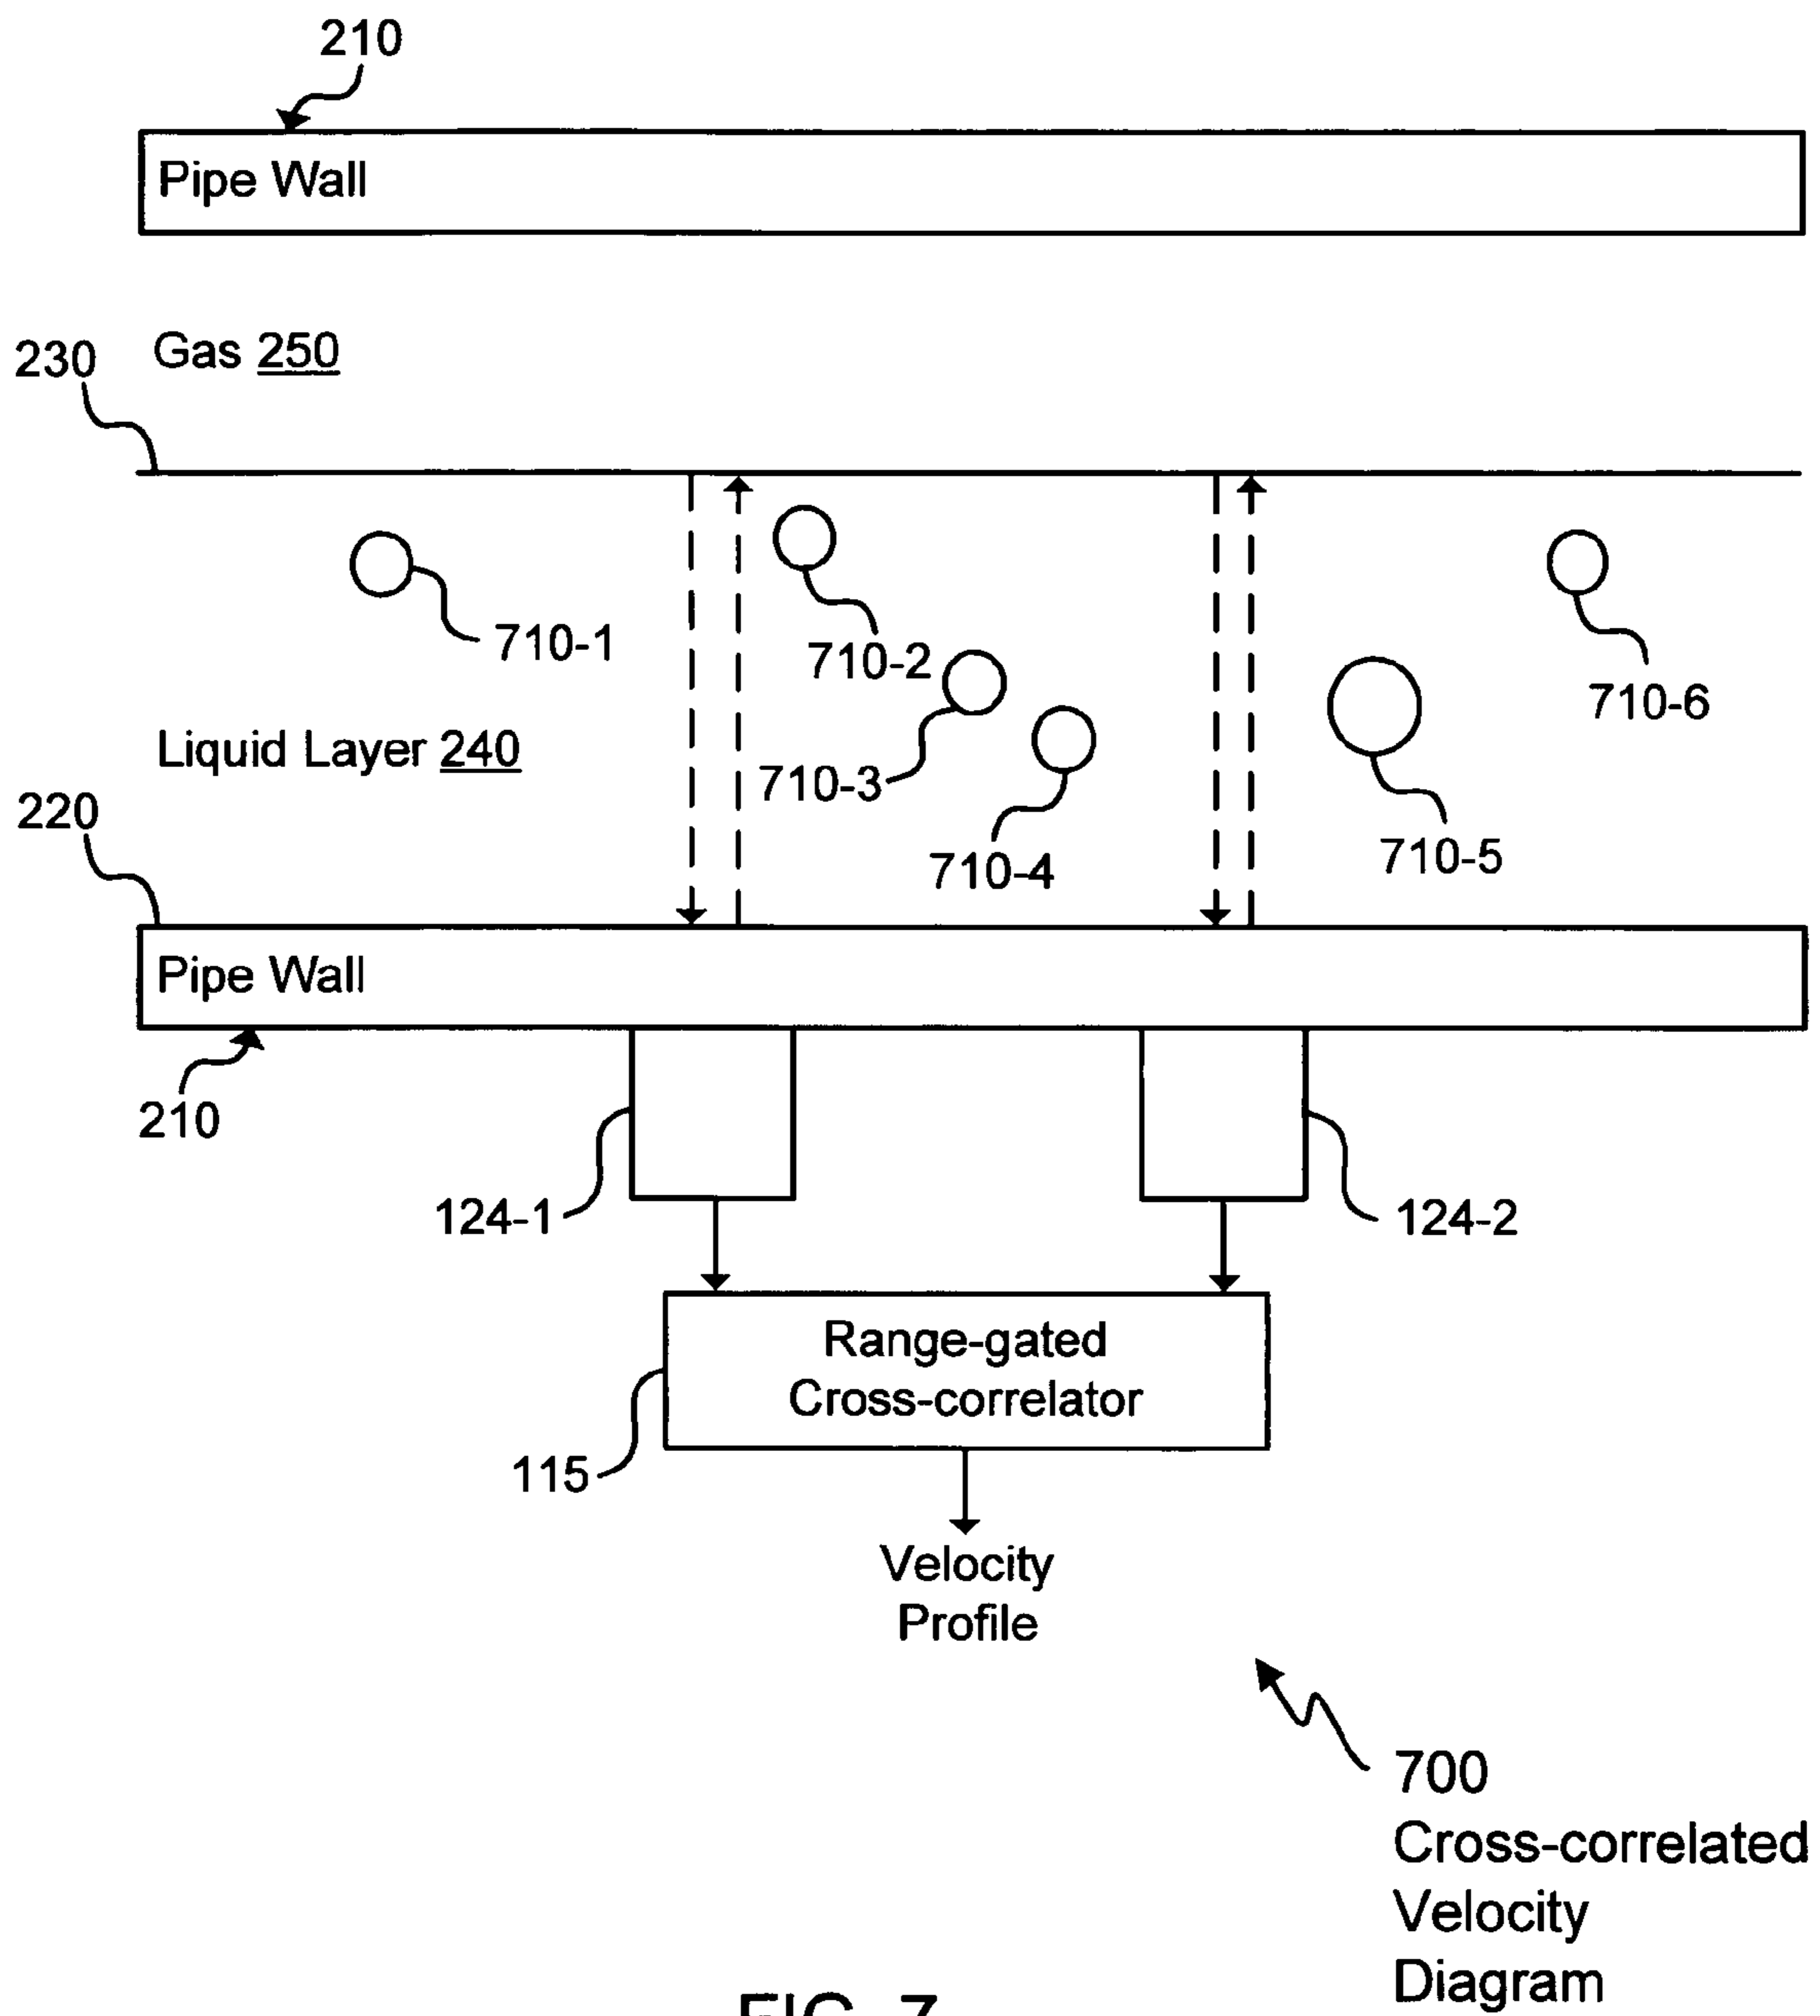 210
Pipe Wall
Gas 250
230
710-1
710-2
710-6
710-3
Liquid Layer 240
220
710-4
710-5
Pipe Wall
210
124-1
124-2
Range-gated
Cross-correlator
115
Velocity
Profile
700
Cross-correlated
Velocity
Diagram
FIG. 7